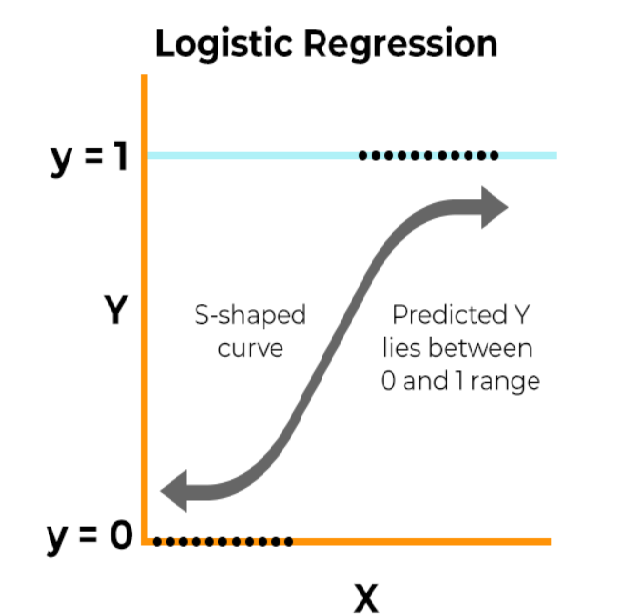 Logistic Regression
y = 1
Y
S-shaped
curve
Predicted Y
lies between
0 and 1 range
y = 0
X